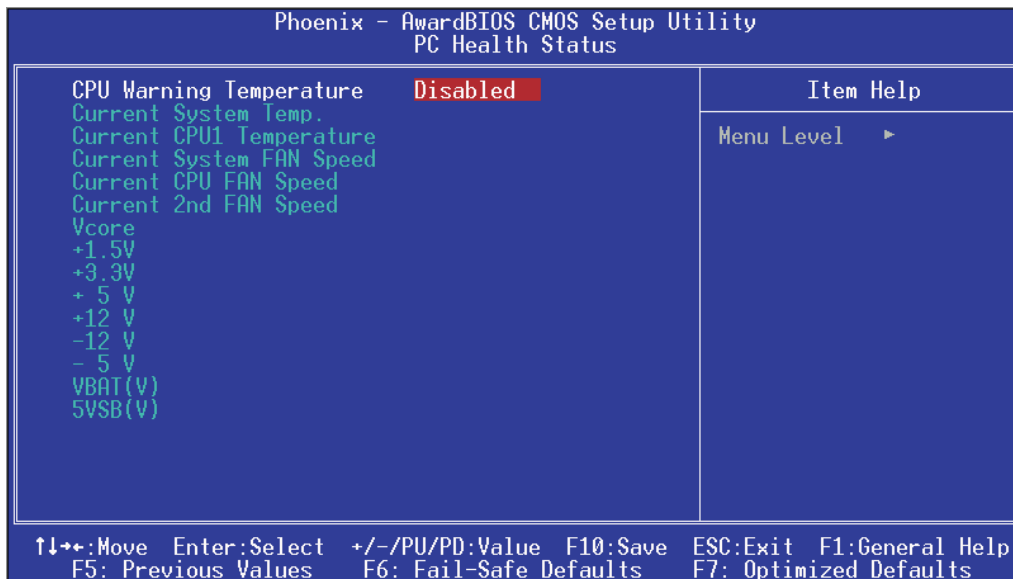 Phoenix - AwardBIOS CMOS Setup Utility
PC Health Status
CPU Warning Temperature Disabled
Current System Temp.
Current CPU1 Temperature
Current System FAN Speed
Current CPU FAN Speed
Current 2nd FAN Speed
Vcore
+1.5V
+3.3V
+ 5 V
+12 V
-12 V
- 5 V
VBAT(V)
5VSB(V)
Item Help
Menu Level ►
↑↓→←:Move Enter:Select +/-/PU/PD:Value F10:Save ESC:Exit F1:General Help
F5: Previous Values F6: Fail-Safe Defaults F7: Optimized Defaults